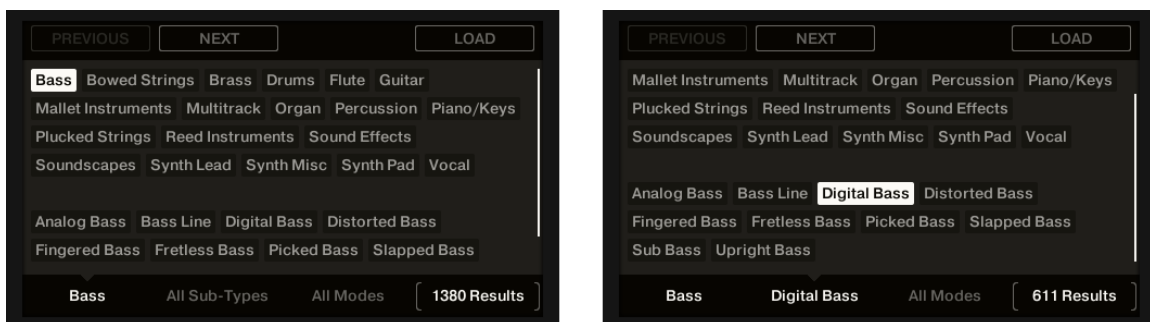 PREVIOUS NEXT LOAD
Bass Bowed Strings Brass Drums Flute Guitar
Mallet Instruments Multitrack Organ Percussion Piano/Keys
Plucked Strings Reed Instruments Sound Effects
Soundscapes Synth Lead Synth Misc Synth Pad Vocal
Analog Bass Bass Line Digital Bass Distorted Bass
Fingered Bass Fretless Bass Picked Bass Slapped Bass
Bass All Sub-Types All Modes 1380 Results
PREVIOUS NEXT LOAD
Mallet Instruments Multitrack Organ Percussion Piano/Keys
Plucked Strings Reed Instruments Sound Effects
Soundscapes Synth Lead Synth Misc Synth Pad Vocal
Analog Bass Bass Line Digital Bass Distorted Bass
Fingered Bass Fretless Bass Picked Bass Slapped Bass
Sub Bass Upright Bass
Bass Digital Bass All Modes 611 Results